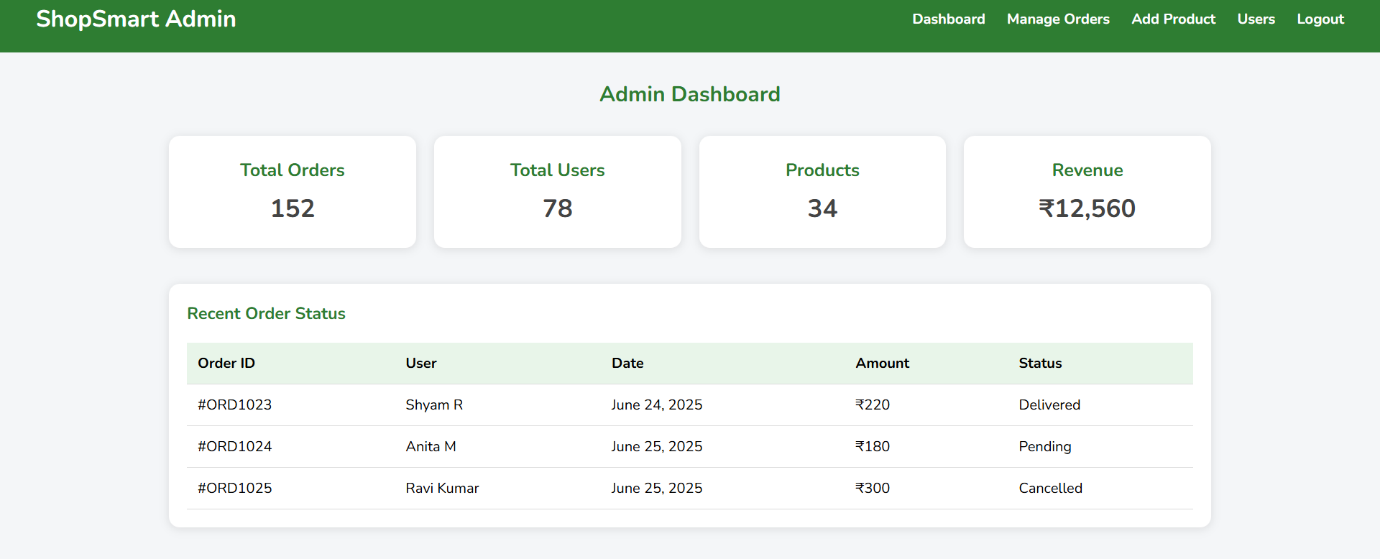 ShopSmart Admin
Dashboard Manage Orders Add Product Users Logout
Admin Dashboard
Total Orders Total Users Products Revenue
152 78 34 ₹12,560
Recent Order Status
Order ID User Date Amount Status
#ORD1023 Shyam R June 24, 2025 ₹220 Delivered
#ORD1024 Anita M June 25, 2025 ₹180 Pending
#ORD1025 Ravi Kumar June 25, 2025 ₹300 Cancelled